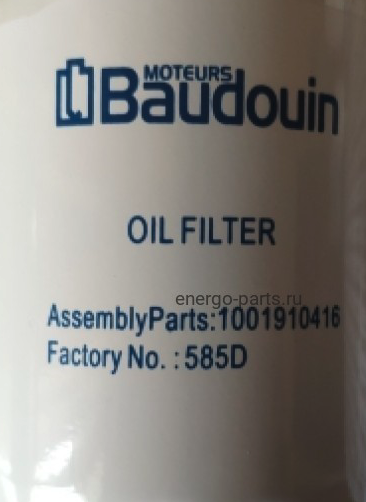 MOTEURS
Baudouin
OIL FILTER
energo-parts.ru
AssemblyParts:1001910416
Factory No. : 585D